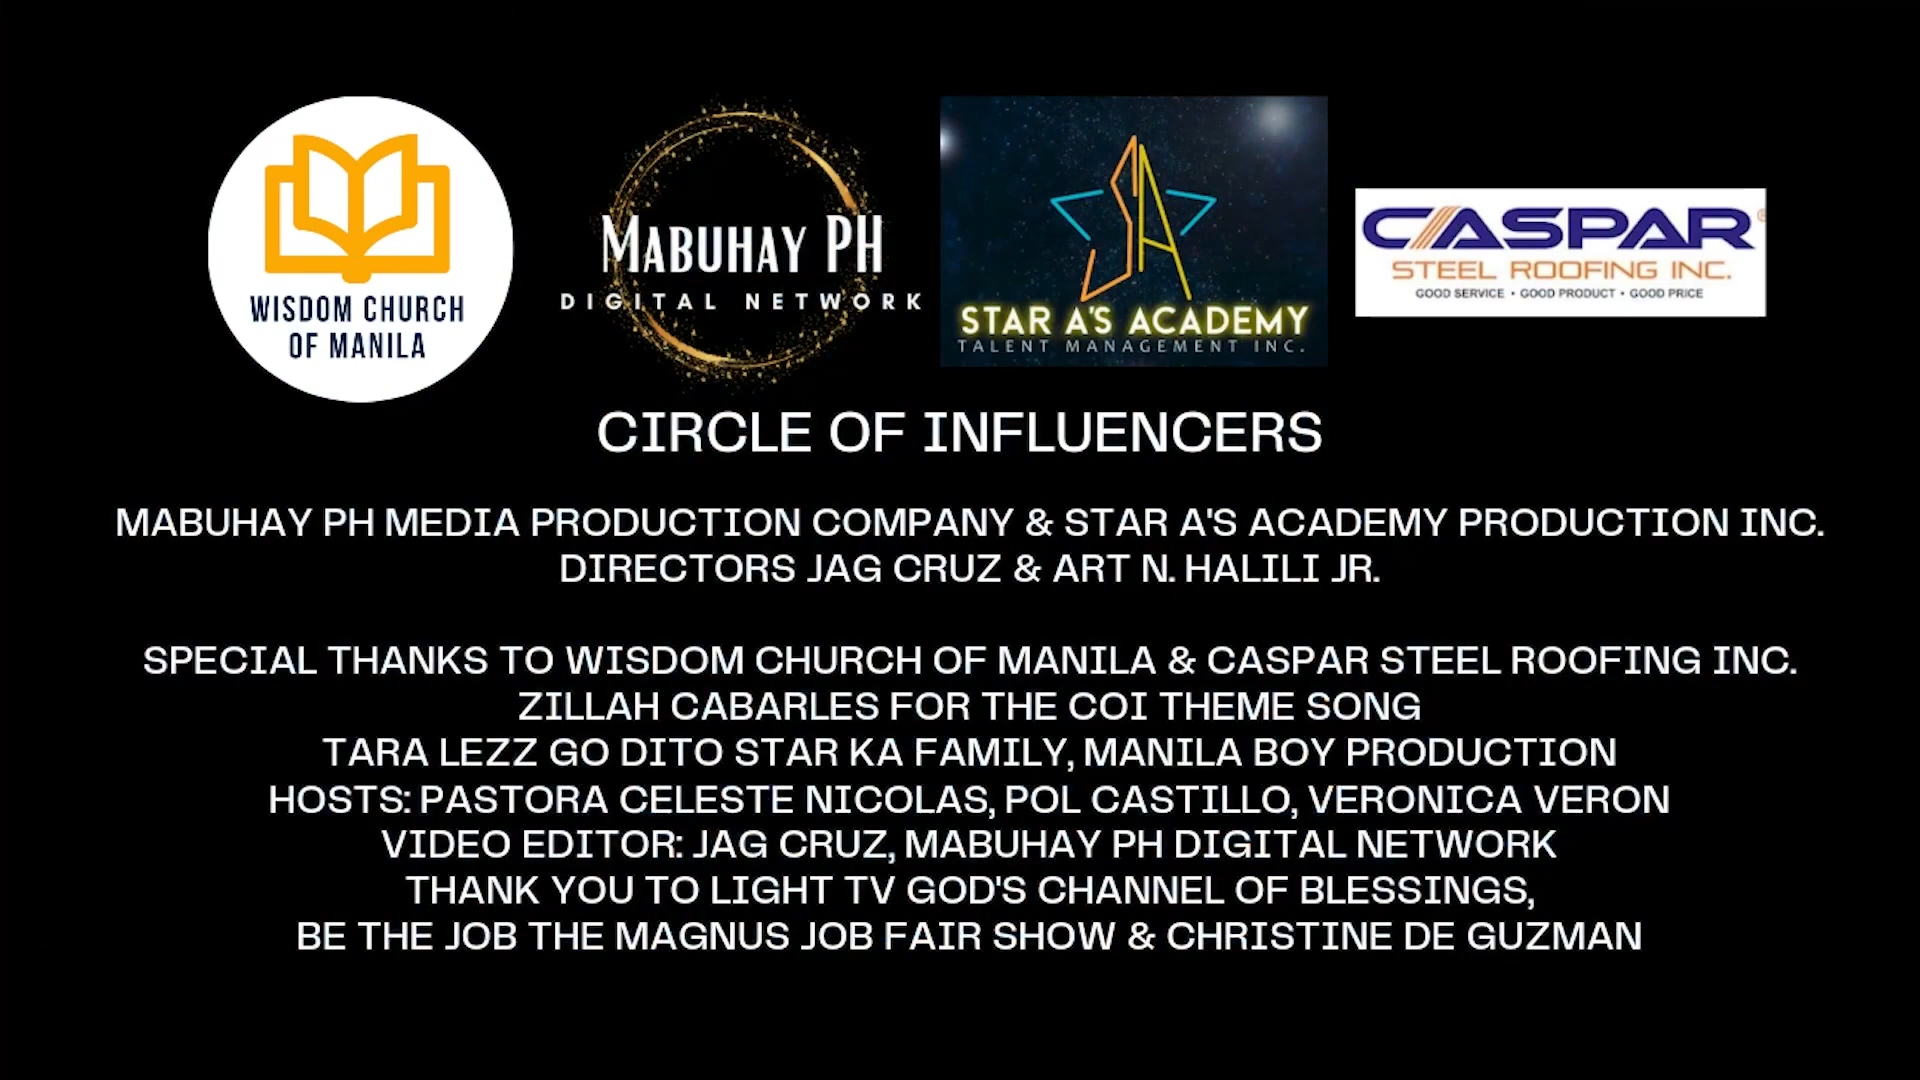 WISDOM CHURCH
OF MANILA
MABUHAY PH
DIGITAL NETWORK
SA
STAR A'S ACADEMY
TALENT MANAGEMENT INC.
CASPAR®
STEEL ROOFING INC.
GOOD SERVICE • GOOD PRODUCT • GOOD PRICE
CIRCLE OF INFLUENCERS
MABUHAY PH MEDIA PRODUCTION COMPANY & STAR A'S ACADEMY PRODUCTION INC.
DIRECTORS JAG CRUZ & ART N. HALILI JR.
SPECIAL THANKS TO WISDOM CHURCH OF MANILA & CASPAR STEEL ROOFING INC.
ZILLAH CABARLES FOR THE COI THEME SONG
TARA LEZZ GO DITO STAR KA FAMILY, MANILA BOY PRODUCTION
HOSTS: PASTORA CELESTE NICOLAS, POL CASTILLO, VERONICA VERON
VIDEO EDITOR: JAG CRUZ, MABUHAY PH DIGITAL NETWORK
THANK YOU TO LIGHT TV GOD'S CHANNEL OF BLESSINGS,
BE THE JOB THE MAGNUS JOB FAIR SHOW & CHRISTINE DE GUZMAN